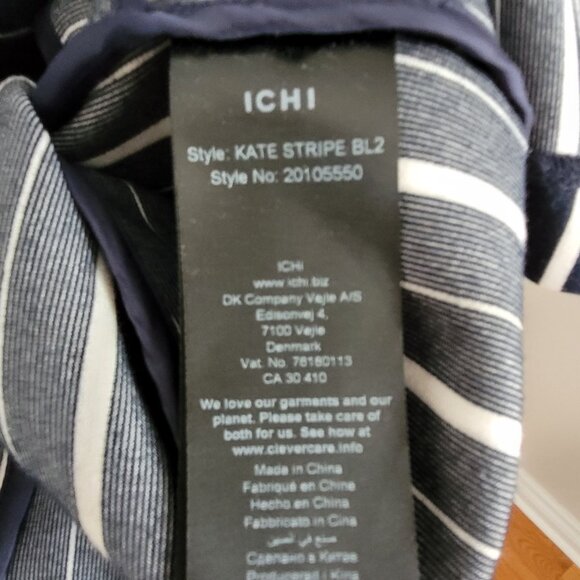 ICHI
Style: KATE STRIPE BL2
Style No: 20105550
ICHI
www.ichi.biz
DK Company Vejle A/S
Edisonvej 4,
7100 Vejle
Denmark
Vat. No. 76160113
CA 30 410
We love our garments and our
planet. Please take care of
both for us. See how at
www.clevercare.info
Made in China
Fabriqué en Chine
Hecho en China
Fabbricato in Cina
صنع في الصين
Сделано в Китае
Produceret i Kina